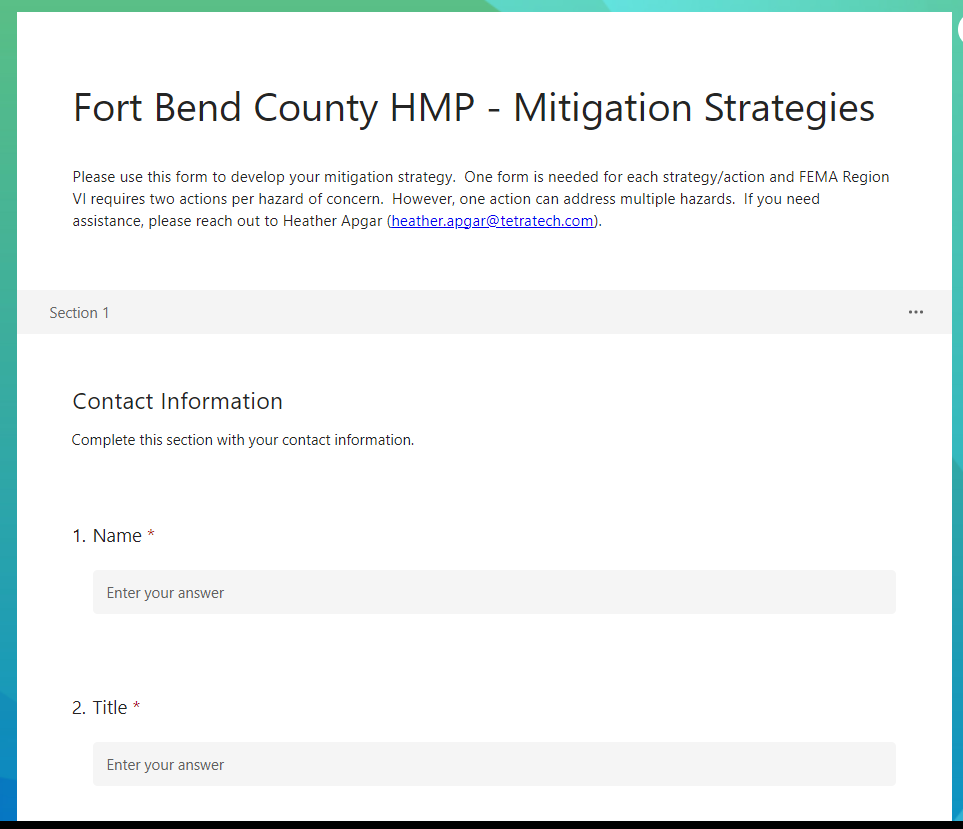 Fort Bend County HMP - Mitigation Strategies
Please use this form to develop your mitigation strategy.  One form is needed for each strategy/action and FEMA Region
VI requires two actions per hazard of concern.  However, one action can address multiple hazards.  If you need
assistance, please reach out to Heather Apgar (heather.apgar@tetratech.com).
Section 1
Contact Information
Complete this section with your contact information.
1. Name *
Enter your answer
2. Title *
Enter your answer